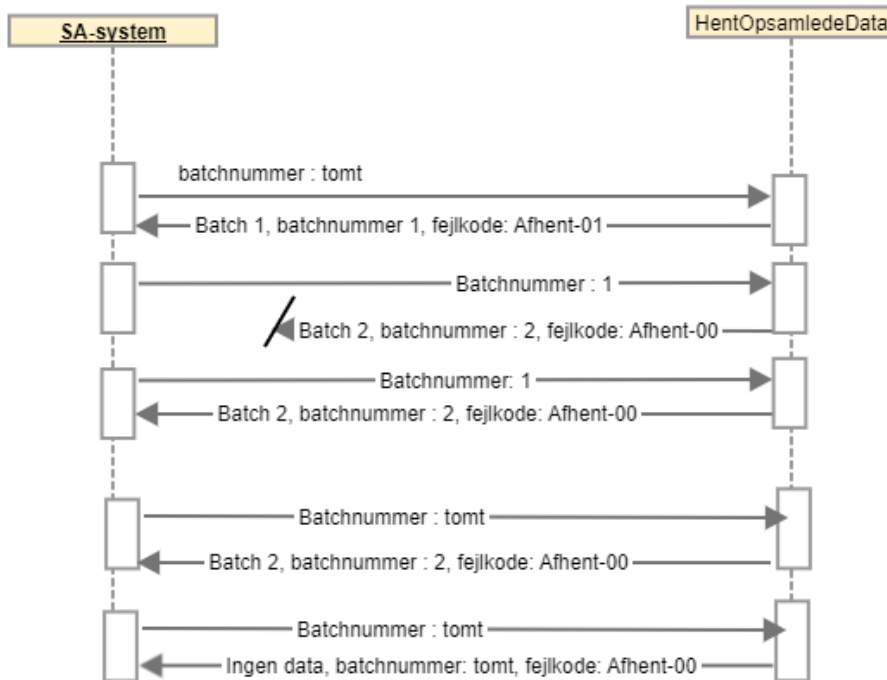 SA-system
HentOpsamledeData
batchnummer : tomt
Batch 1, batchnummer 1, fejlkode: Afhent-01
Batchnummer : 1
Batch 2, batchnummer : 2, fejlkode: Afhent-00
Batchnummer: 1
Batch 2, batchnummer : 2, fejlkode: Afhent-00
Batchnummer : tomt
Batch 2, batchnummer : 2, fejlkode: Afhent-00
Batchnummer : tomt
Ingen data, batchnummer: tomt, fejlkode: Afhent-00